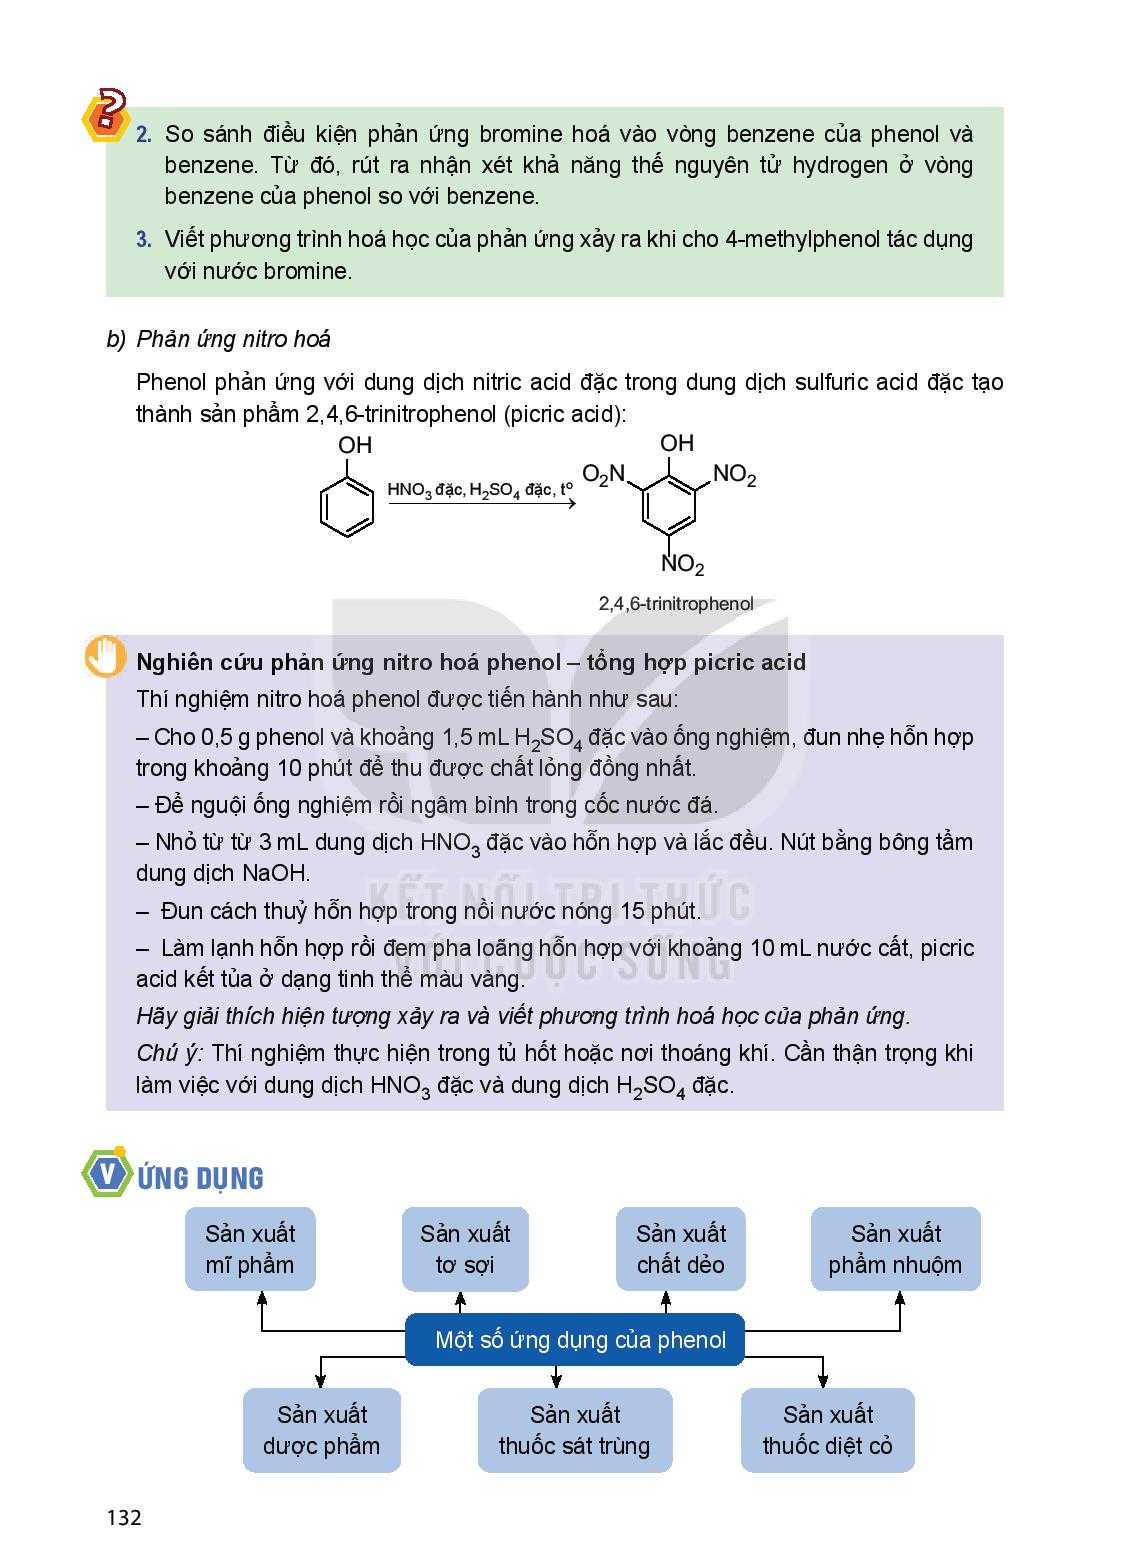 2. So sánh điều kiện phản ứng bromine hoá vào vòng benzene của phenol và
benzene. Từ đó, rút ra nhận xét khả năng thế nguyên tử hydrogen ở vòng
benzene của phenol so với benzene.
3. Viết phương trình hoá học của phản ứng xảy ra khi cho 4-methylphenol tác dụng
với nước bromine.
b) Phản ứng nitro hoá
Phenol phản ứng với dung dịch nitric acid đặc trong dung dịch sulfuric acid đặc tạo
thành sản phẩm 2,4,6-trinitrophenol (picric acid):
OH
OH
O₂N
NO₂
HNO₃ đặc, H₂SO₄ đặc, t°
NO₂
2,4,6-trinitrophenol
Nghiên cứu phản ứng nitro hoá phenol – tổng hợp picric acid
Thí nghiệm nitro hoá phenol được tiến hành như sau:
– Cho 0,5 g phenol và khoảng 1,5 mL H₂SO₄ đặc vào ống nghiệm, đun nhẹ hỗn hợp
trong khoảng 10 phút để thu được chất lỏng đồng nhất.
– Để nguội ống nghiệm rồi ngâm bình trong cốc nước đá.
– Nhỏ từ từ 3 mL dung dịch HNO₃ đặc vào hỗn hợp và lắc đều. Nút bằng bông tẩm
dung dịch NaOH.
– Đun cách thuỷ hỗn hợp trong nồi nước nóng 15 phút.
– Làm lạnh hỗn hợp rồi đem pha loãng hỗn hợp với khoảng 10 mL nước cất, picric
acid kết tủa ở dạng tinh thể màu vàng.
Hãy giải thích hiện tượng xảy ra và viết phương trình hoá học của phản ứng.
Chú ý: Thí nghiệm thực hiện trong tủ hốt hoặc nơi thoáng khí. Cần thận trọng khi
làm việc với dung dịch HNO₃ đặc và dung dịch H₂SO₄ đặc.
KẾT NỐI TRI THỨC
VỚI CUỘC SỐNG
V ỨNG DỤNG
Sản xuất
mĩ phẩm
Sản xuất
tơ sợi
Sản xuất
chất dẻo
Sản xuất
phẩm nhuộm
Một số ứng dụng của phenol
Sản xuất
dược phẩm
Sản xuất
thuốc sát trùng
Sản xuất
thuốc diệt cỏ
132